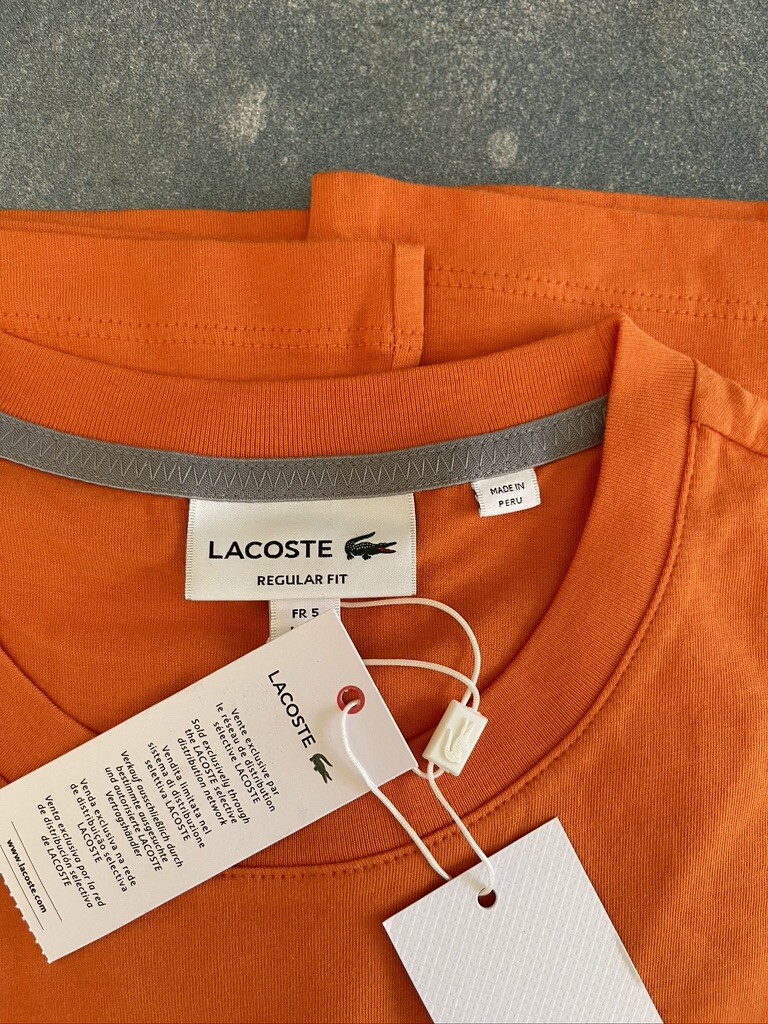 MADE IN
PERU
LACOSTE
REGULAR FIT
FR 5
LACOSTE
Vente exclusive par
le réseau de distribution
sélective LACOSTE
Sold exclusively through
the LACOSTE selective
distribution network
Vendita limitata nel
sistema di distribuzione
selettiva LACOSTE
Verkauf ausschließlich durch
bestimmte ausgesuchte
und autorisierte LACOSTE
Vertragshändler
Venda exclusiva na rede
de distribuição selectiva
LACOSTE
Venta exclusiva por la red
de distribución selectiva
de LACOSTE
www.lacoste.com